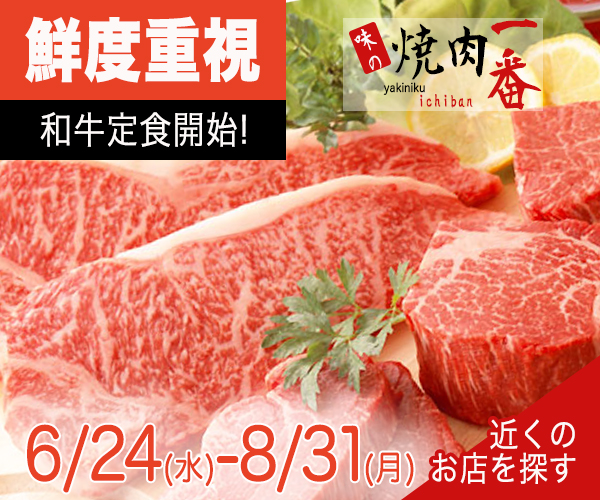 鮮度重視
和牛定食開始!
味の
焼肉
一番
yakiniku
ichiban
6/24(水)-8/31(月)
近くの
お店を探す